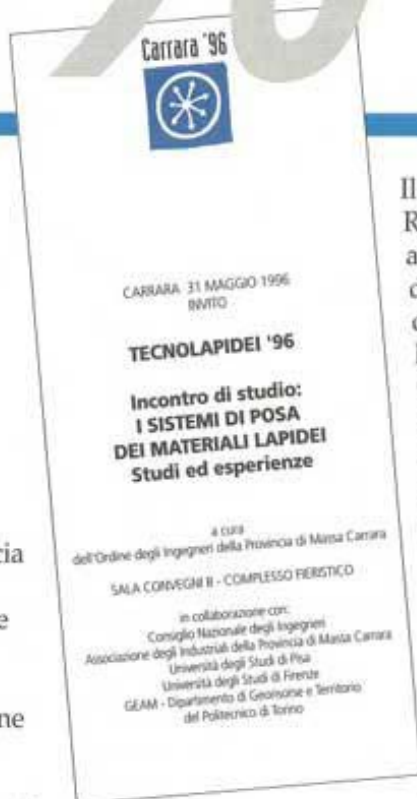 96
Carrara '96
CARRARA 31 MAGGIO 1996
INVITO
TECNOLAPIDEI '96
Incontro di studio:
I SISTEMI DI POSA
DEI MATERIALI LAPIDEI
Studi ed esperienze
a cura
dell'Ordine degli Ingegneri della Provincia di Massa Carrara
SALA CONVEGNI B - COMPLESSO FIERISTICO
in collaborazione con:
Consiglio Nazionale degli Ingegneri
Associazione degli Industriali della Provincia di Massa Carrara
Università degli Studi di Pisa
Università degli Studi di Firenze
GEAM - Dipartimento di Georisorse e Territorio
del Politecnico di Torino
Il